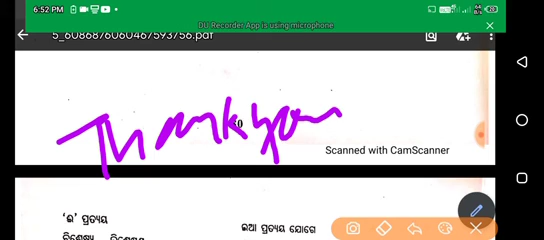 6:52 PM
DU Recorder App is using microphone
5_6086876060467593756.pdf
Thankyou
Scanned with CamScanner
'ଇ' ପ୍ରତ୍ୟୟ
ଇଆ ପ୍ରତ୍ୟୟ ଯୋଗେ
ବିଶେଷ୍ୟ